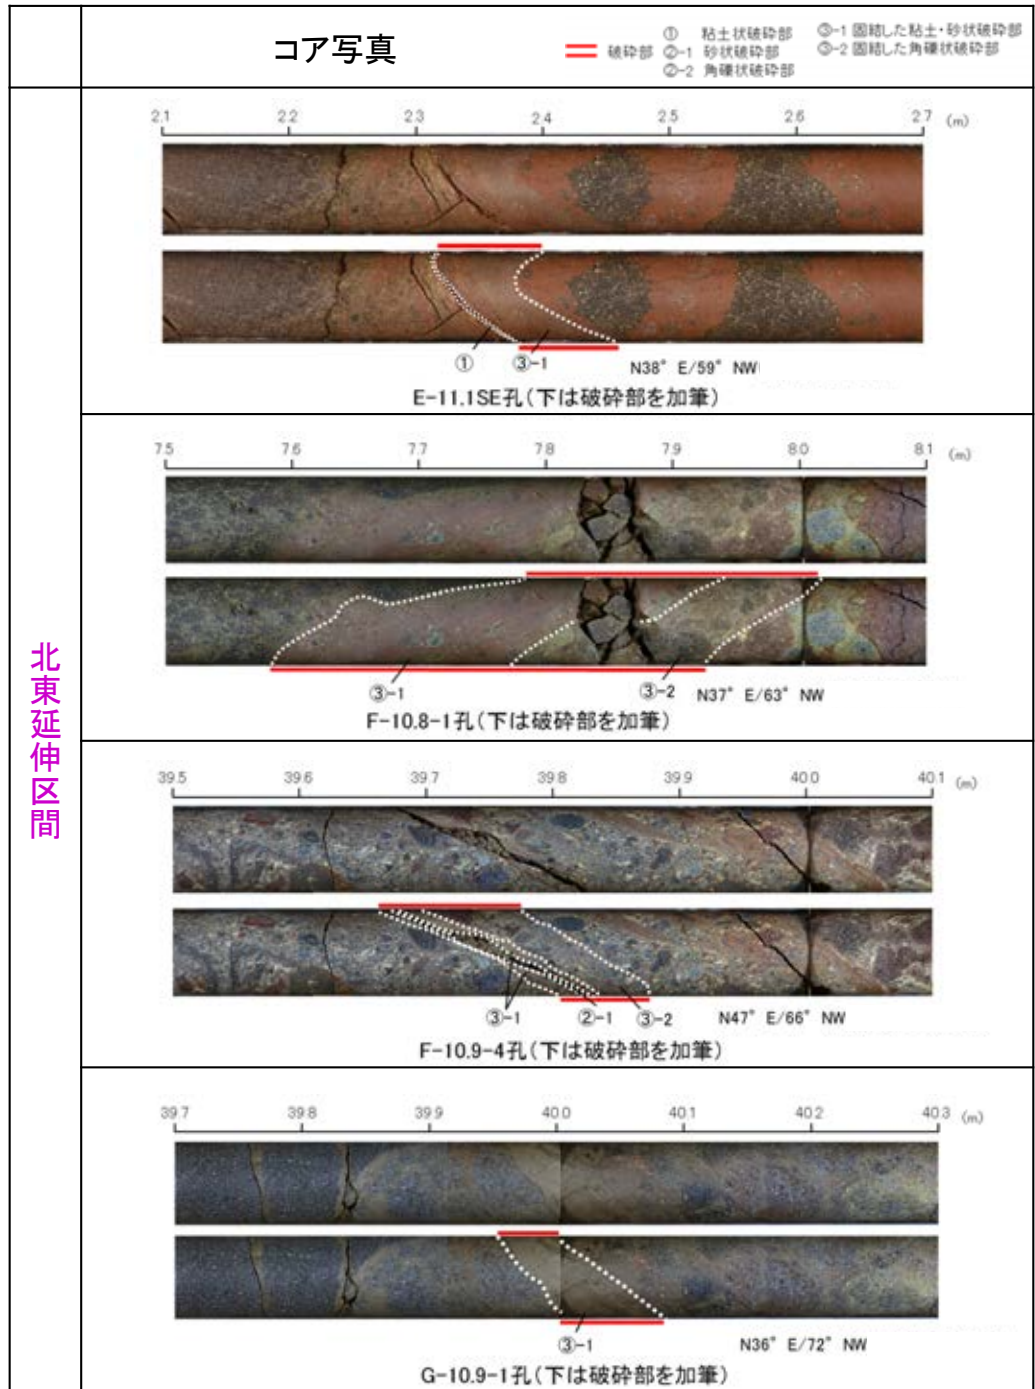 コア写真
破砕部
① 粘土状破砕部
②-1 砂状破砕部
②-2 角礫状破砕部
③-1 固結した粘土・砂状破砕部
③-2 固結した角礫状破砕部
北東延伸区間
2.1 2.2 2.3 2.4 2.5 2.6 2.7 (m)
① ③-1 N38° E/59° NW
E-11.1SE孔(下は破砕部を加筆)
7.5 7.6 7.7 7.8 7.9 8.0 8.1 (m)
③-1 ③-2 N37° E/63° NW
F-10.8-1孔(下は破砕部を加筆)
39.5 39.6 39.7 39.8 39.9 40.0 40.1 (m)
③-1 ②-1 ③-2 N47° E/66° NW
F-10.9-4孔(下は破砕部を加筆)
39.7 39.8 39.9 40.0 40.1 40.2 40.3 (m)
③-1 N36° E/72° NW
G-10.9-1孔(下は破砕部を加筆)